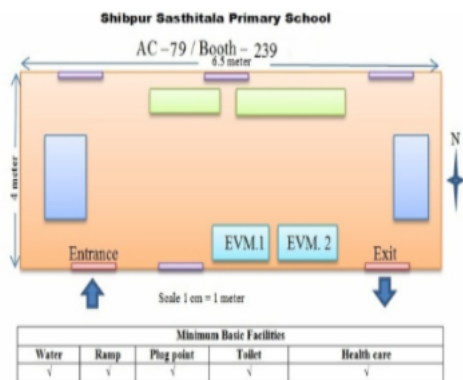 Shibpur Sasthitala Primary School
AC –79 / Booth – 239
6.5 meter
4 meter
N
EVM.1 EVM. 2
Entrance Exit
Scale 1 cm = 1 meter
Minimum Basic Facilities
Water Ramp Plug point Toilet Health care
√ √ √ √ √